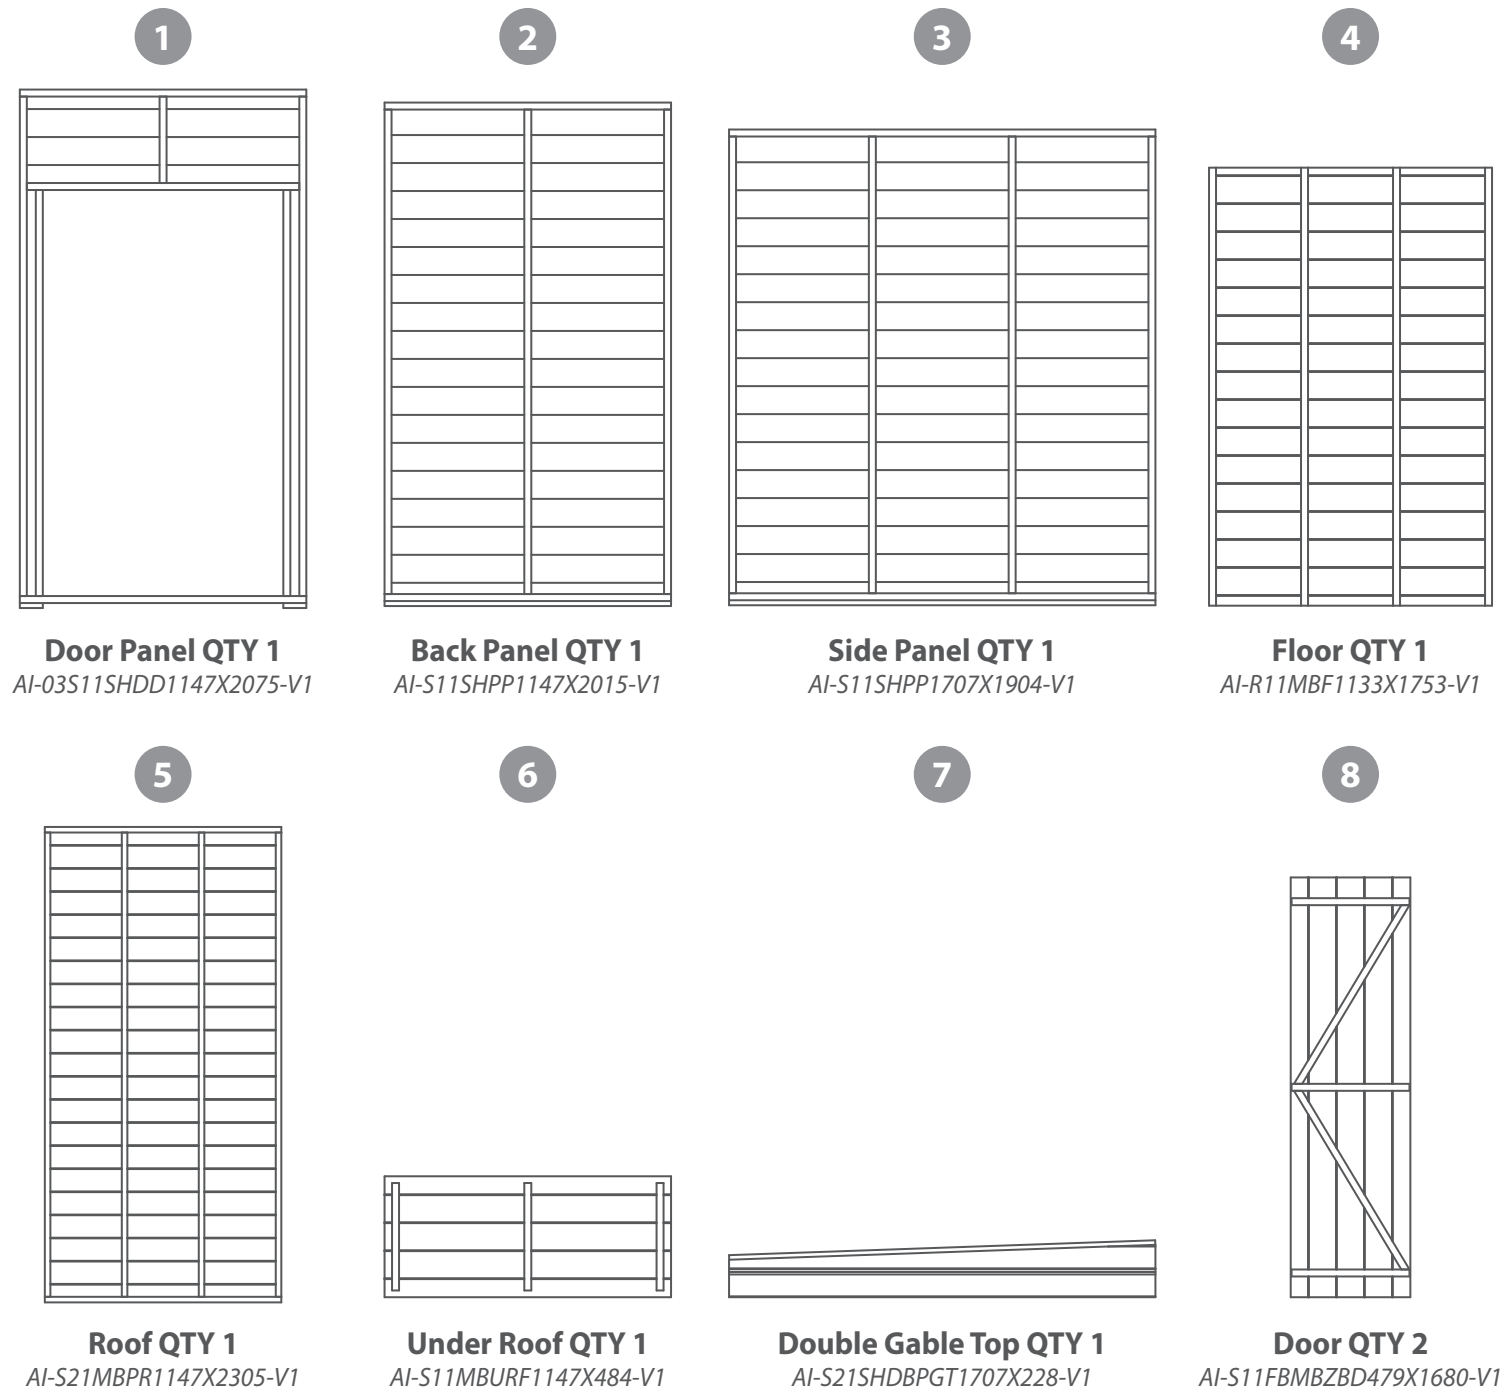 1
2
3
4
Door Panel QTY 1
AI-03S11SHDD1147X2075-V1
Back Panel QTY 1
AI-S11SHPP1147X2015-V1
Side Panel QTY 1
AI-S11SHPP1707X1904-V1
Floor QTY 1
AI-R11MBF1133X1753-V1
5
6
7
8
Roof QTY 1
AI-S21MBPR1147X2305-V1
Under Roof QTY 1
AI-S11MBURF1147X484-V1
Double Gable Top QTY 1
AI-S21SHDBPGT1707X228-V1
Door QTY 2
AI-S11FBMBZBD479X1680-V1